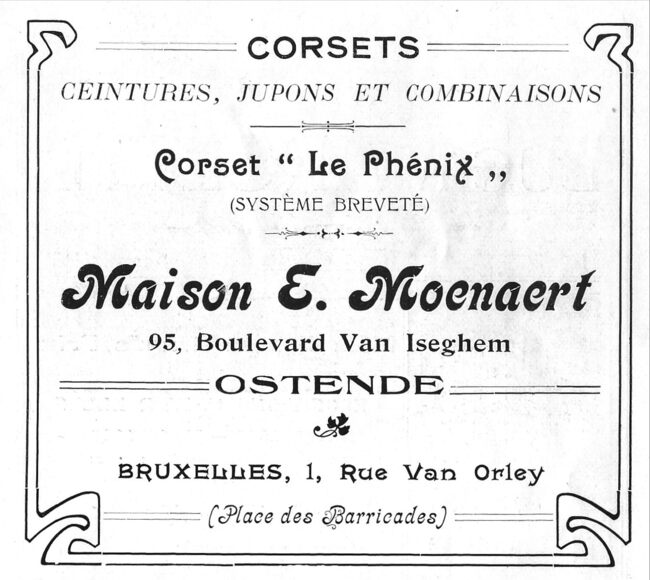 CORSETS
CEINTURES, JUPONS ET COMBINAISONS
Corset “ Le Phénix „
(SYSTÈME BREVETÉ)
Maison E. Moenaert
95, Boulevard Van Iseghem
OSTENDE
BRUXELLES, 1, Rue Van Orley
(Place des Barricades)